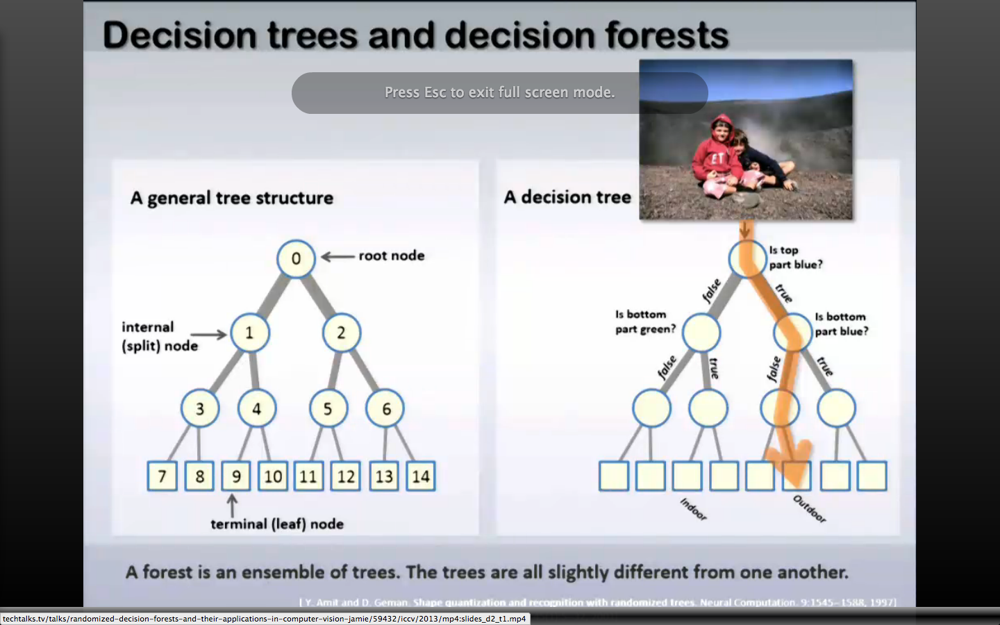 Decision trees and decision forests
Press Esc to exit full screen mode.
ET
A general tree structure
0
root node
internal
(split) node
1
2
3
4
5
6
7
8
9
10
11
12
13
14
terminal (leaf) node
A decision tree
Is top
part blue?
false
true
Is bottom
part green?
Is bottom
part blue?
false
true
false
true
Indoor
Outdoor
A forest is an ensemble of trees. The trees are all slightly different from one another.
[ Y. Amit and D. Geman. Shape quantization and recognition with randomized trees. Neural Computation. 9:1545–1588, 1997]
techtalks.tv/talks/randomized-decision-forests-and-their-applications-in-computer-vision-jamie/59432/iccv/2013/mp4:slides_d2_t1.mp4